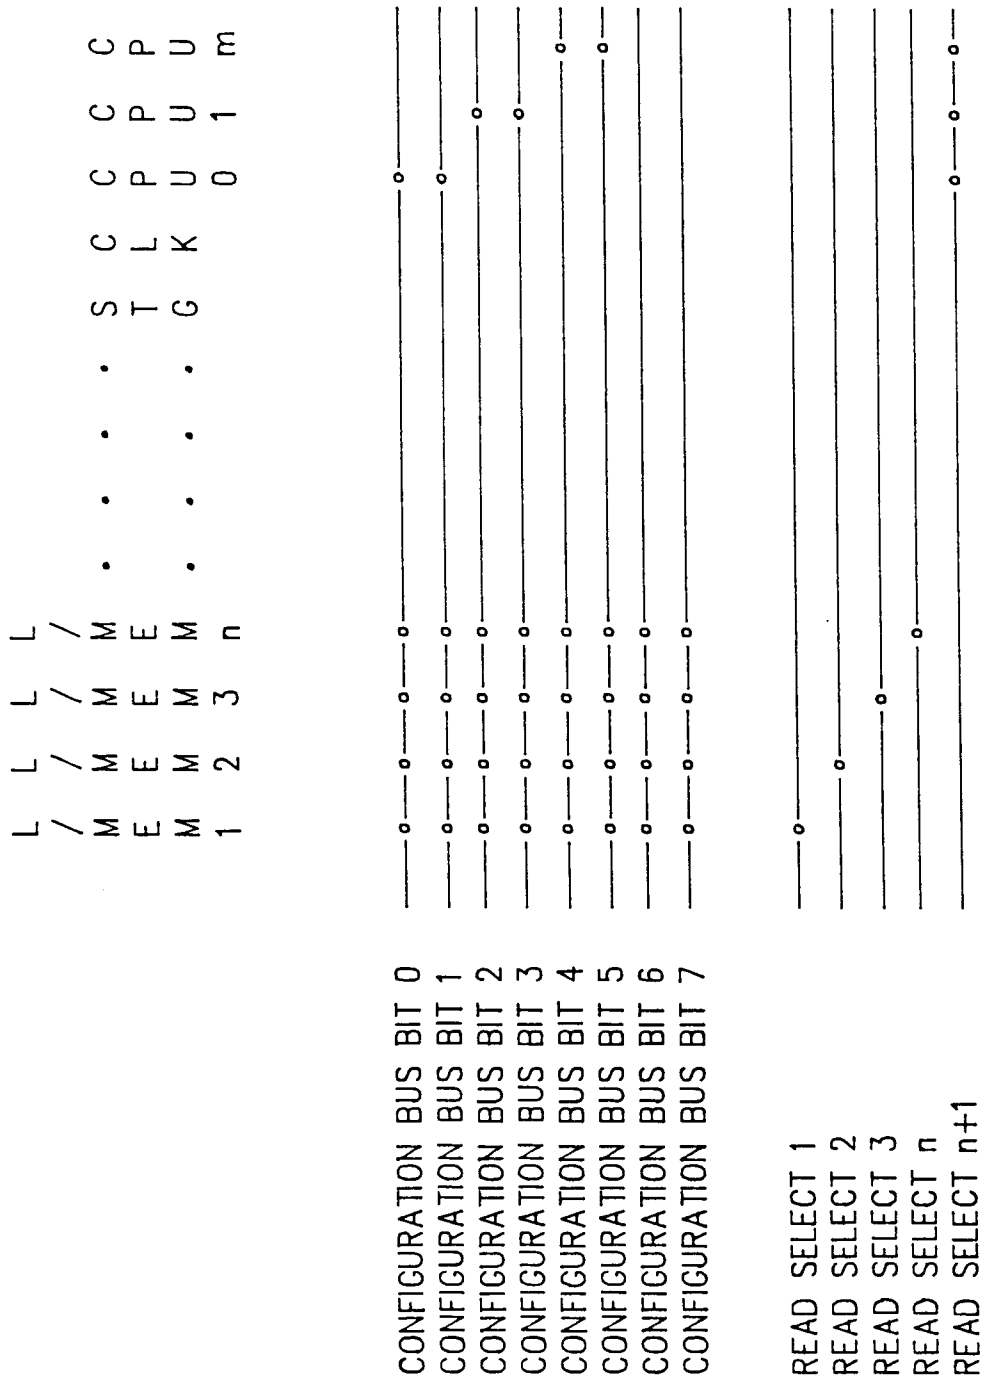 L/MEM1
L/MEM2
L/MEM3
L/MEMn
. . . .
. . . .
STG
CLK
CPU0
CPU1
CPUm
CONFIGURATION BUS BIT 0
CONFIGURATION BUS BIT 1
CONFIGURATION BUS BIT 2
CONFIGURATION BUS BIT 3
CONFIGURATION BUS BIT 4
CONFIGURATION BUS BIT 5
CONFIGURATION BUS BIT 6
CONFIGURATION BUS BIT 7
READ SELECT 1
READ SELECT 2
READ SELECT 3
READ SELECT n
READ SELECT n+1